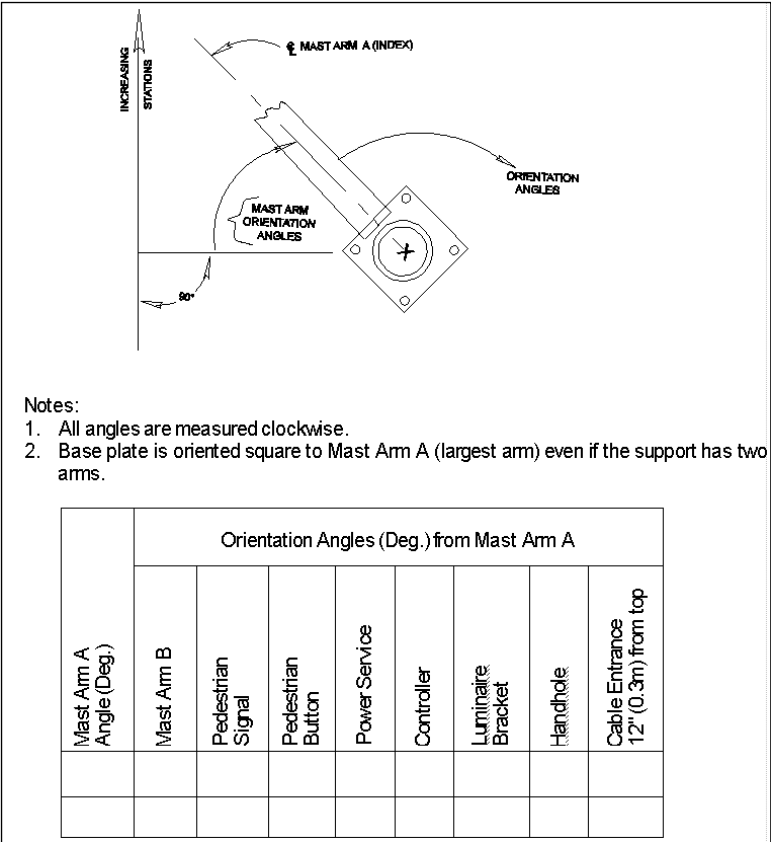 ℄ MAST ARM A (INDEX)
INCREASING
STATIONS
ORIENTATION
ANGLES
MAST ARM
ORIENTATION
ANGLES
90°
Notes:
1. All angles are measured clockwise.
2. Base plate is oriented square to Mast Arm A (largest arm) even if the support has two
arms.
Orientation Angles (Deg.) from Mast Arm A
Mast Arm A
Angle (Deg.)
Mast Arm B
Pedestrian
Signal
Pedestrian
Button
Power Service
Controller
Luminaire
Bracket
Handhole
Cable Entrance
12" (0.3m) from top